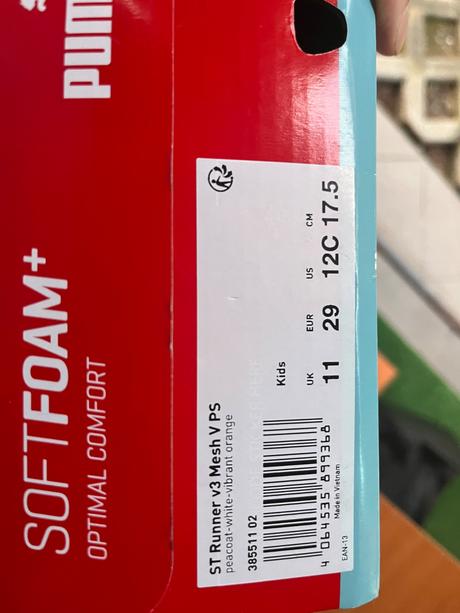 PUM
SOFTFOAM+
OPTIMAL COMFORT
ST Runner v3 Mesh V PS
peacoat-white-vibrant orange
Kids
385511 02
UK EUR US CM
11 29 12C 17.5
4 064535 899368
Made in Vietnam
EAN-13